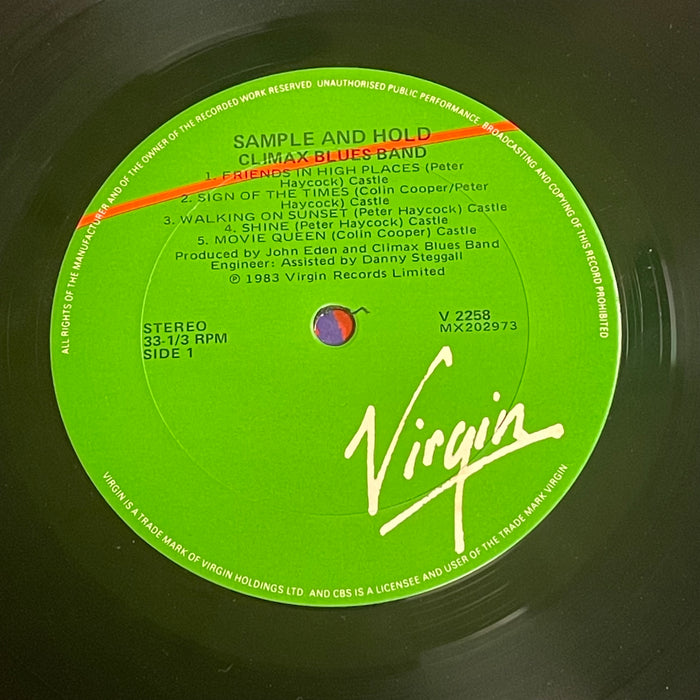 ALL RIGHTS OF THE MANUFACTURER AND OF THE OWNER OF THE RECORDED WORK RESERVED UNAUTHORISED PUBLIC PERFORMANCE, BROADCASTING AND COPYING OF THIS RECORD PROHIBITED
SAMPLE AND HOLD
CLIMAX BLUES BAND
1. FRIENDS IN HIGH PLACES (Peter
Haycock) Castle
2. SIGN OF THE TIMES (Colin Cooper/Peter
Haycock) Castle
3. WALKING ON SUNSET (Peter Haycock) Castle
4. SHINE (Peter Haycock) Castle
5. MOVIE QUEEN (Colin Cooper) Castle
Produced by John Eden and Climax Blues Band
Engineer: Assisted by Danny Steggall
℗ 1983 Virgin Records Limited
STEREO
33-1/3 RPM
SIDE 1
V 2258
MX202973
Virgin
VIRGIN IS A TRADE MARK OF VIRGIN HOLDINGS LTD AND CBS IS A LICENSEE AND USER OF THE TRADE MARK VIRGIN.